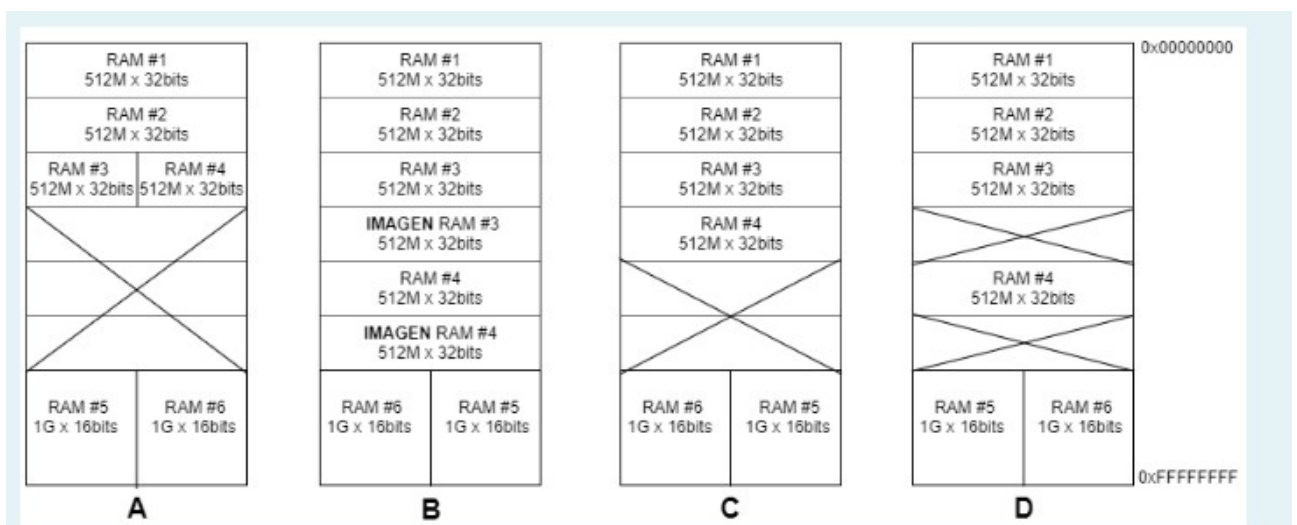 RAM #1
512M x 32bits
RAM #2
512M x 32bits
RAM #3
512M x 32bits
RAM #4
512M x 32bits
RAM #5
1G x 16bits
RAM #6
1G x 16bits
A
RAM #1
512M x 32bits
RAM #2
512M x 32bits
RAM #3
512M x 32bits
IMAGEN RAM #3
512M x 32bits
RAM #4
512M x 32bits
IMAGEN RAM #4
512M x 32bits
RAM #6
1G x 16bits
RAM #5
1G x 16bits
B
RAM #1
512M x 32bits
RAM #2
512M x 32bits
RAM #3
512M x 32bits
RAM #4
512M x 32bits
RAM #6
1G x 16bits
RAM #5
1G x 16bits
C
RAM #1
512M x 32bits
RAM #2
512M x 32bits
RAM #3
512M x 32bits
RAM #4
512M x 32bits
RAM #5
1G x 16bits
RAM #6
1G x 16bits
D
0x00000000
0xFFFFFFFF